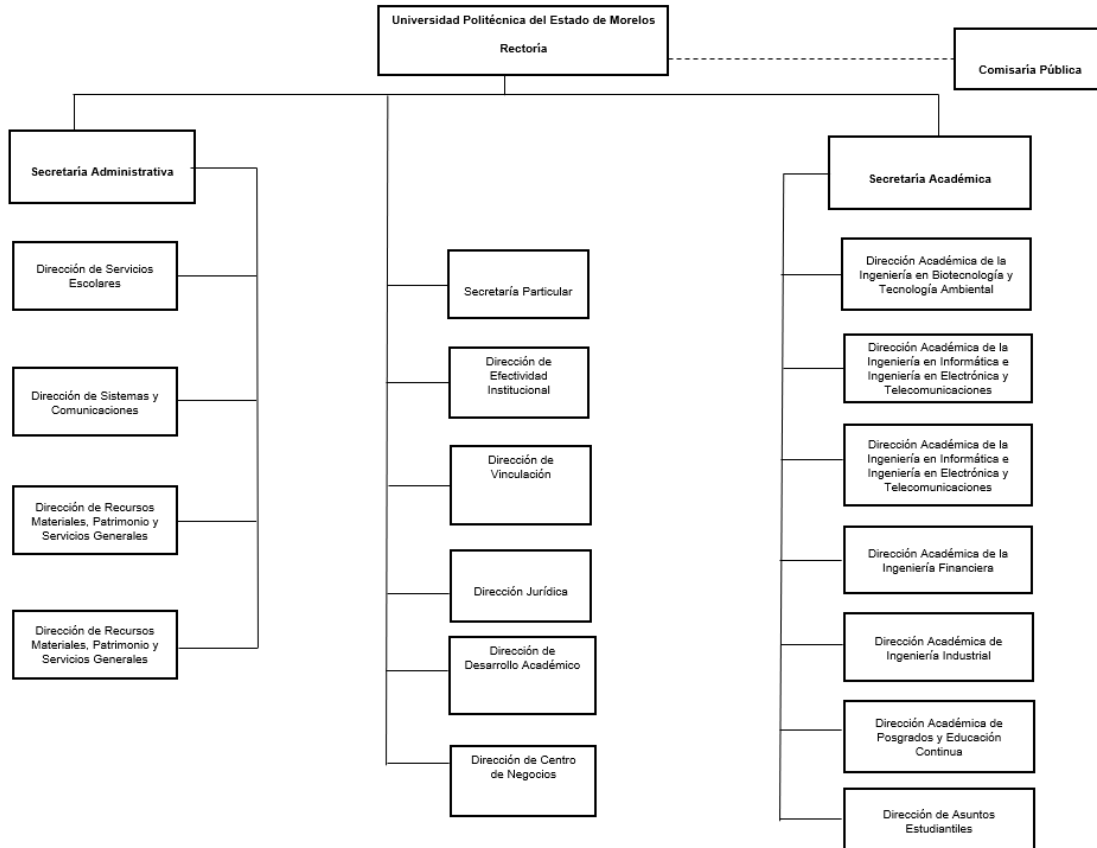 Universidad Politécnica del Estado de Morelos
Rectoría
Comisaría Pública
Secretaría Administrativa
Dirección de Servicios
Escolares
Dirección de Sistemas y
Comunicaciones
Dirección de Recursos
Materiales, Patrimonio y
Servicios Generales
Dirección de Recursos
Materiales, Patrimonio y
Servicios Generales
Secretaría Particular
Dirección de
Efectividad
Institucional
Dirección de
Vinculación
Dirección Jurídica
Dirección de
Desarrollo Académico
Dirección de Centro
de Negocios
Secretaría Académica
Dirección Académica de la
Ingeniería en Biotecnología y
Tecnología Ambiental
Dirección Académica de la
Ingeniería en Informática e
Ingeniería en Electrónica y
Telecomunicaciones
Dirección Académica de la
Ingeniería en Informática e
Ingeniería en Electrónica y
Telecomunicaciones
Dirección Académica de la
Ingeniería Financiera
Dirección Académica de
Ingeniería Industrial
Dirección Académica de
Posgrados y Educación
Continua
Dirección de Asuntos
Estudiantiles